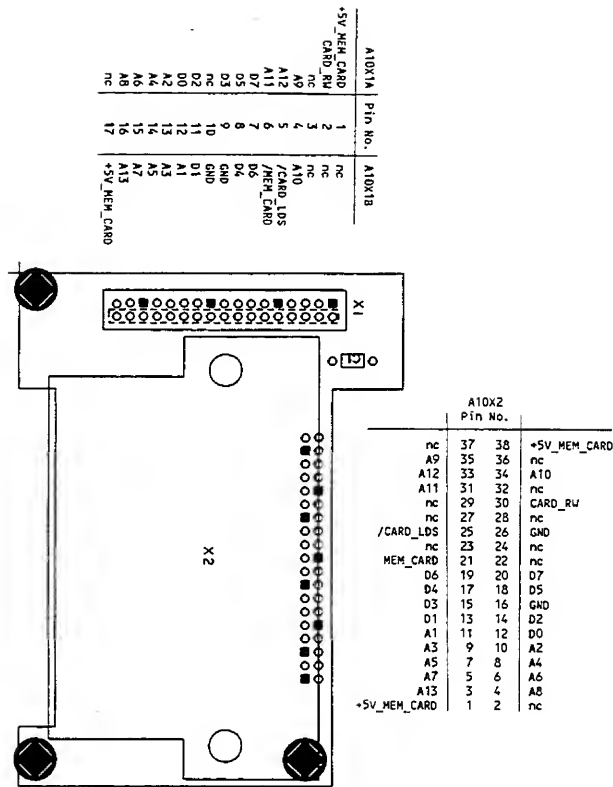 A10X1A Pin No. A10X1B
+5V_MEM_CARD 1 nc
CARD_RW 2 nc
nc 3 nc
A9 4 A10
A12 5 /CARD_LDS
A11 6 /MEM_CARD
D7 7 D6
D5 8 D4
D3 9 GND
nc 10 GND
D2 11 D1
D0 12 A1
A2 13 A3
A4 14 A5
A6 15 A7
A8 16 A13
nc 17 +5V_MEM_CARD
X1
C1
X2
A10X2
Pin No.
nc 37 38 +5V_MEM_CARD
A9 35 36 nc
A12 33 34 A10
A11 31 32 nc
nc 29 30 CARD_RW
nc 27 28 nc
/CARD_LDS 25 26 GND
nc 23 24 nc
MEM_CARD 21 22 nc
D6 19 20 D7
D4 17 18 D5
D3 15 16 GND
D1 13 14 D2
A1 11 12 D0
A3 9 10 A2
A5 7 8 A4
A7 5 6 A6
A13 3 4 A8
+5V_MEM_CARD 1 2 nc